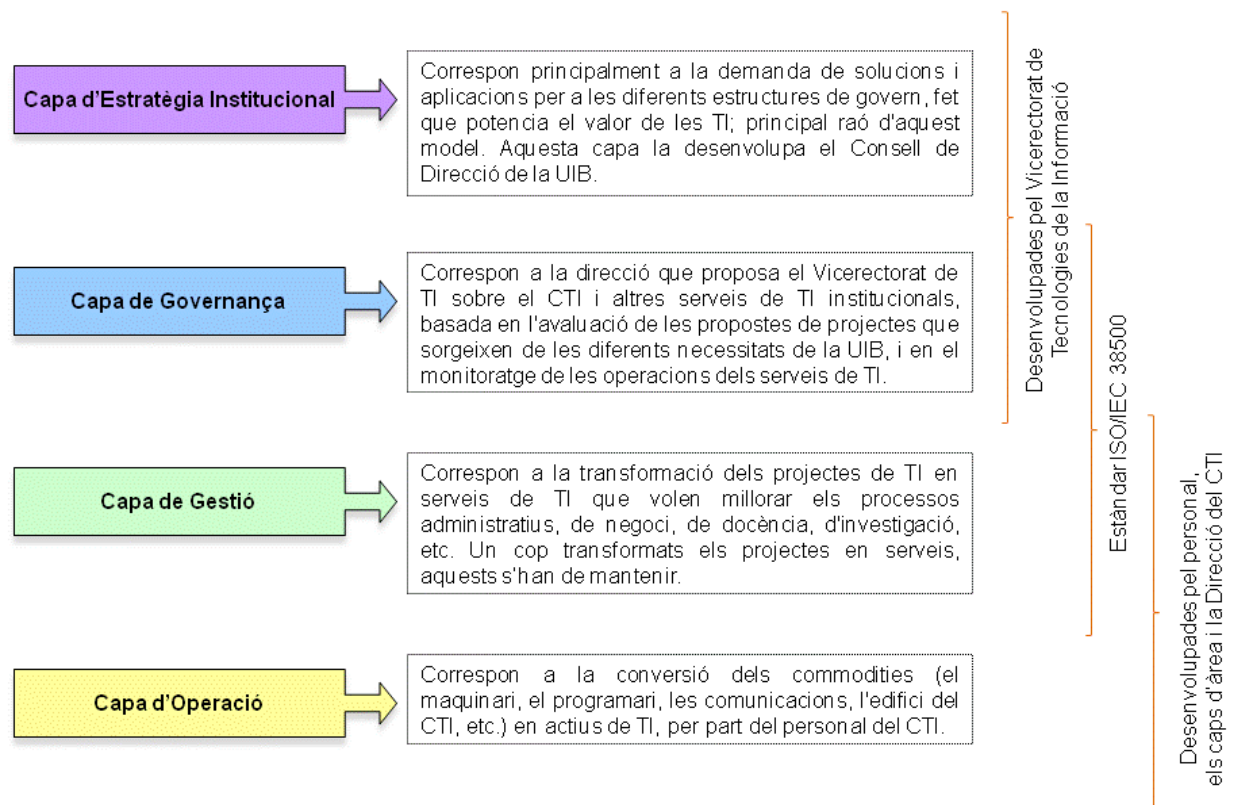 Capa d'Estratègia Institucional
Correspon principalment a la demanda de solucions i
aplicacions per a les diferents estructures de govern, fet
que potencia el valor de les TI; principal raó d'aquest
model. Aquesta capa la desenvolupa el Consell de
Direcció de la UIB.
Capa de Governança
Correspon a la direcció que proposa el Vicerectorat de
TI sobre el CTI i altres serveis de TI institucionals,
basada en l'avaluació de les propostes de projectes que
sorgeixen de les diferents necessitats de la UIB, i en el
monitoratge de les operacions dels serveis de TI.
Capa de Gestió
Correspon a la transformació dels projectes de TI en
serveis de TI que volen millorar els processos
administratius, de negoci, de docència, d'investigació,
etc. Un cop transformats els projectes en serveis,
aquests s'han de mantenir.
Capa d'Operació
Correspon a la conversió dels commodities (el
maquinari, el programari, les comunicacions, l'edifici del
CTI, etc.) en actius de TI, per part del personal del CTI.
Desenvolupades pel Vicerectorat de
Tecnologies de la Informació
Estàndar ISO/IEC 38500
Desenvolupades pel personal,
els caps d'àrea i la Direcció del CTI